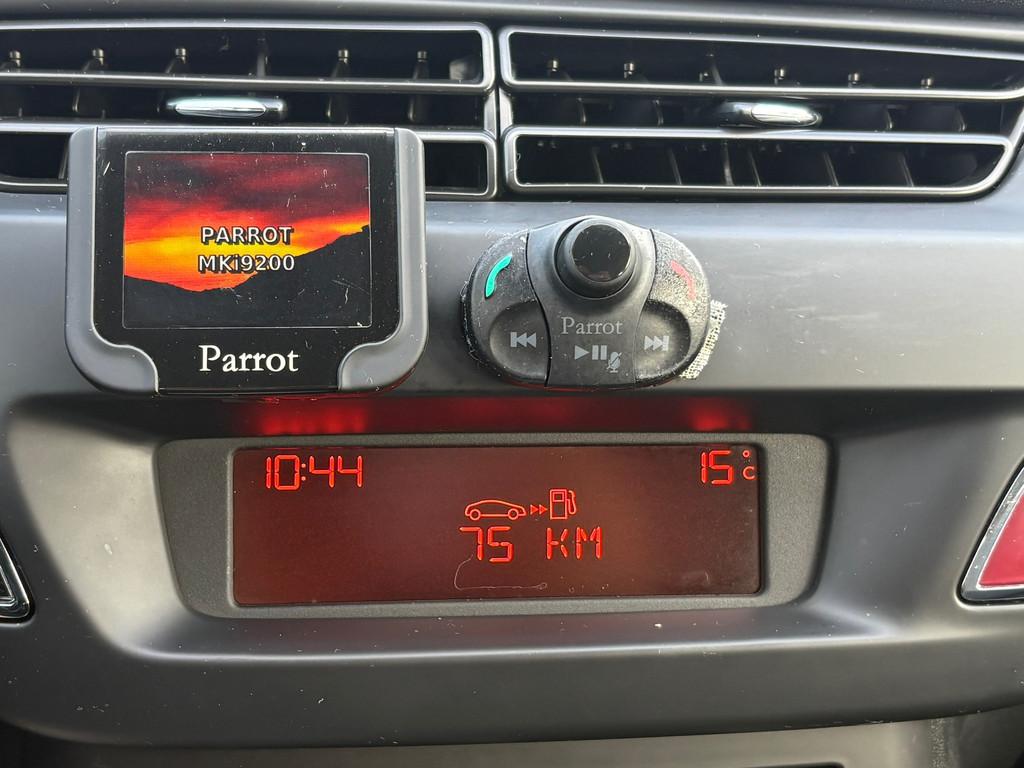 PARROT
MKi9200
Parrot
Parrot
10:44
15°C
75 KM